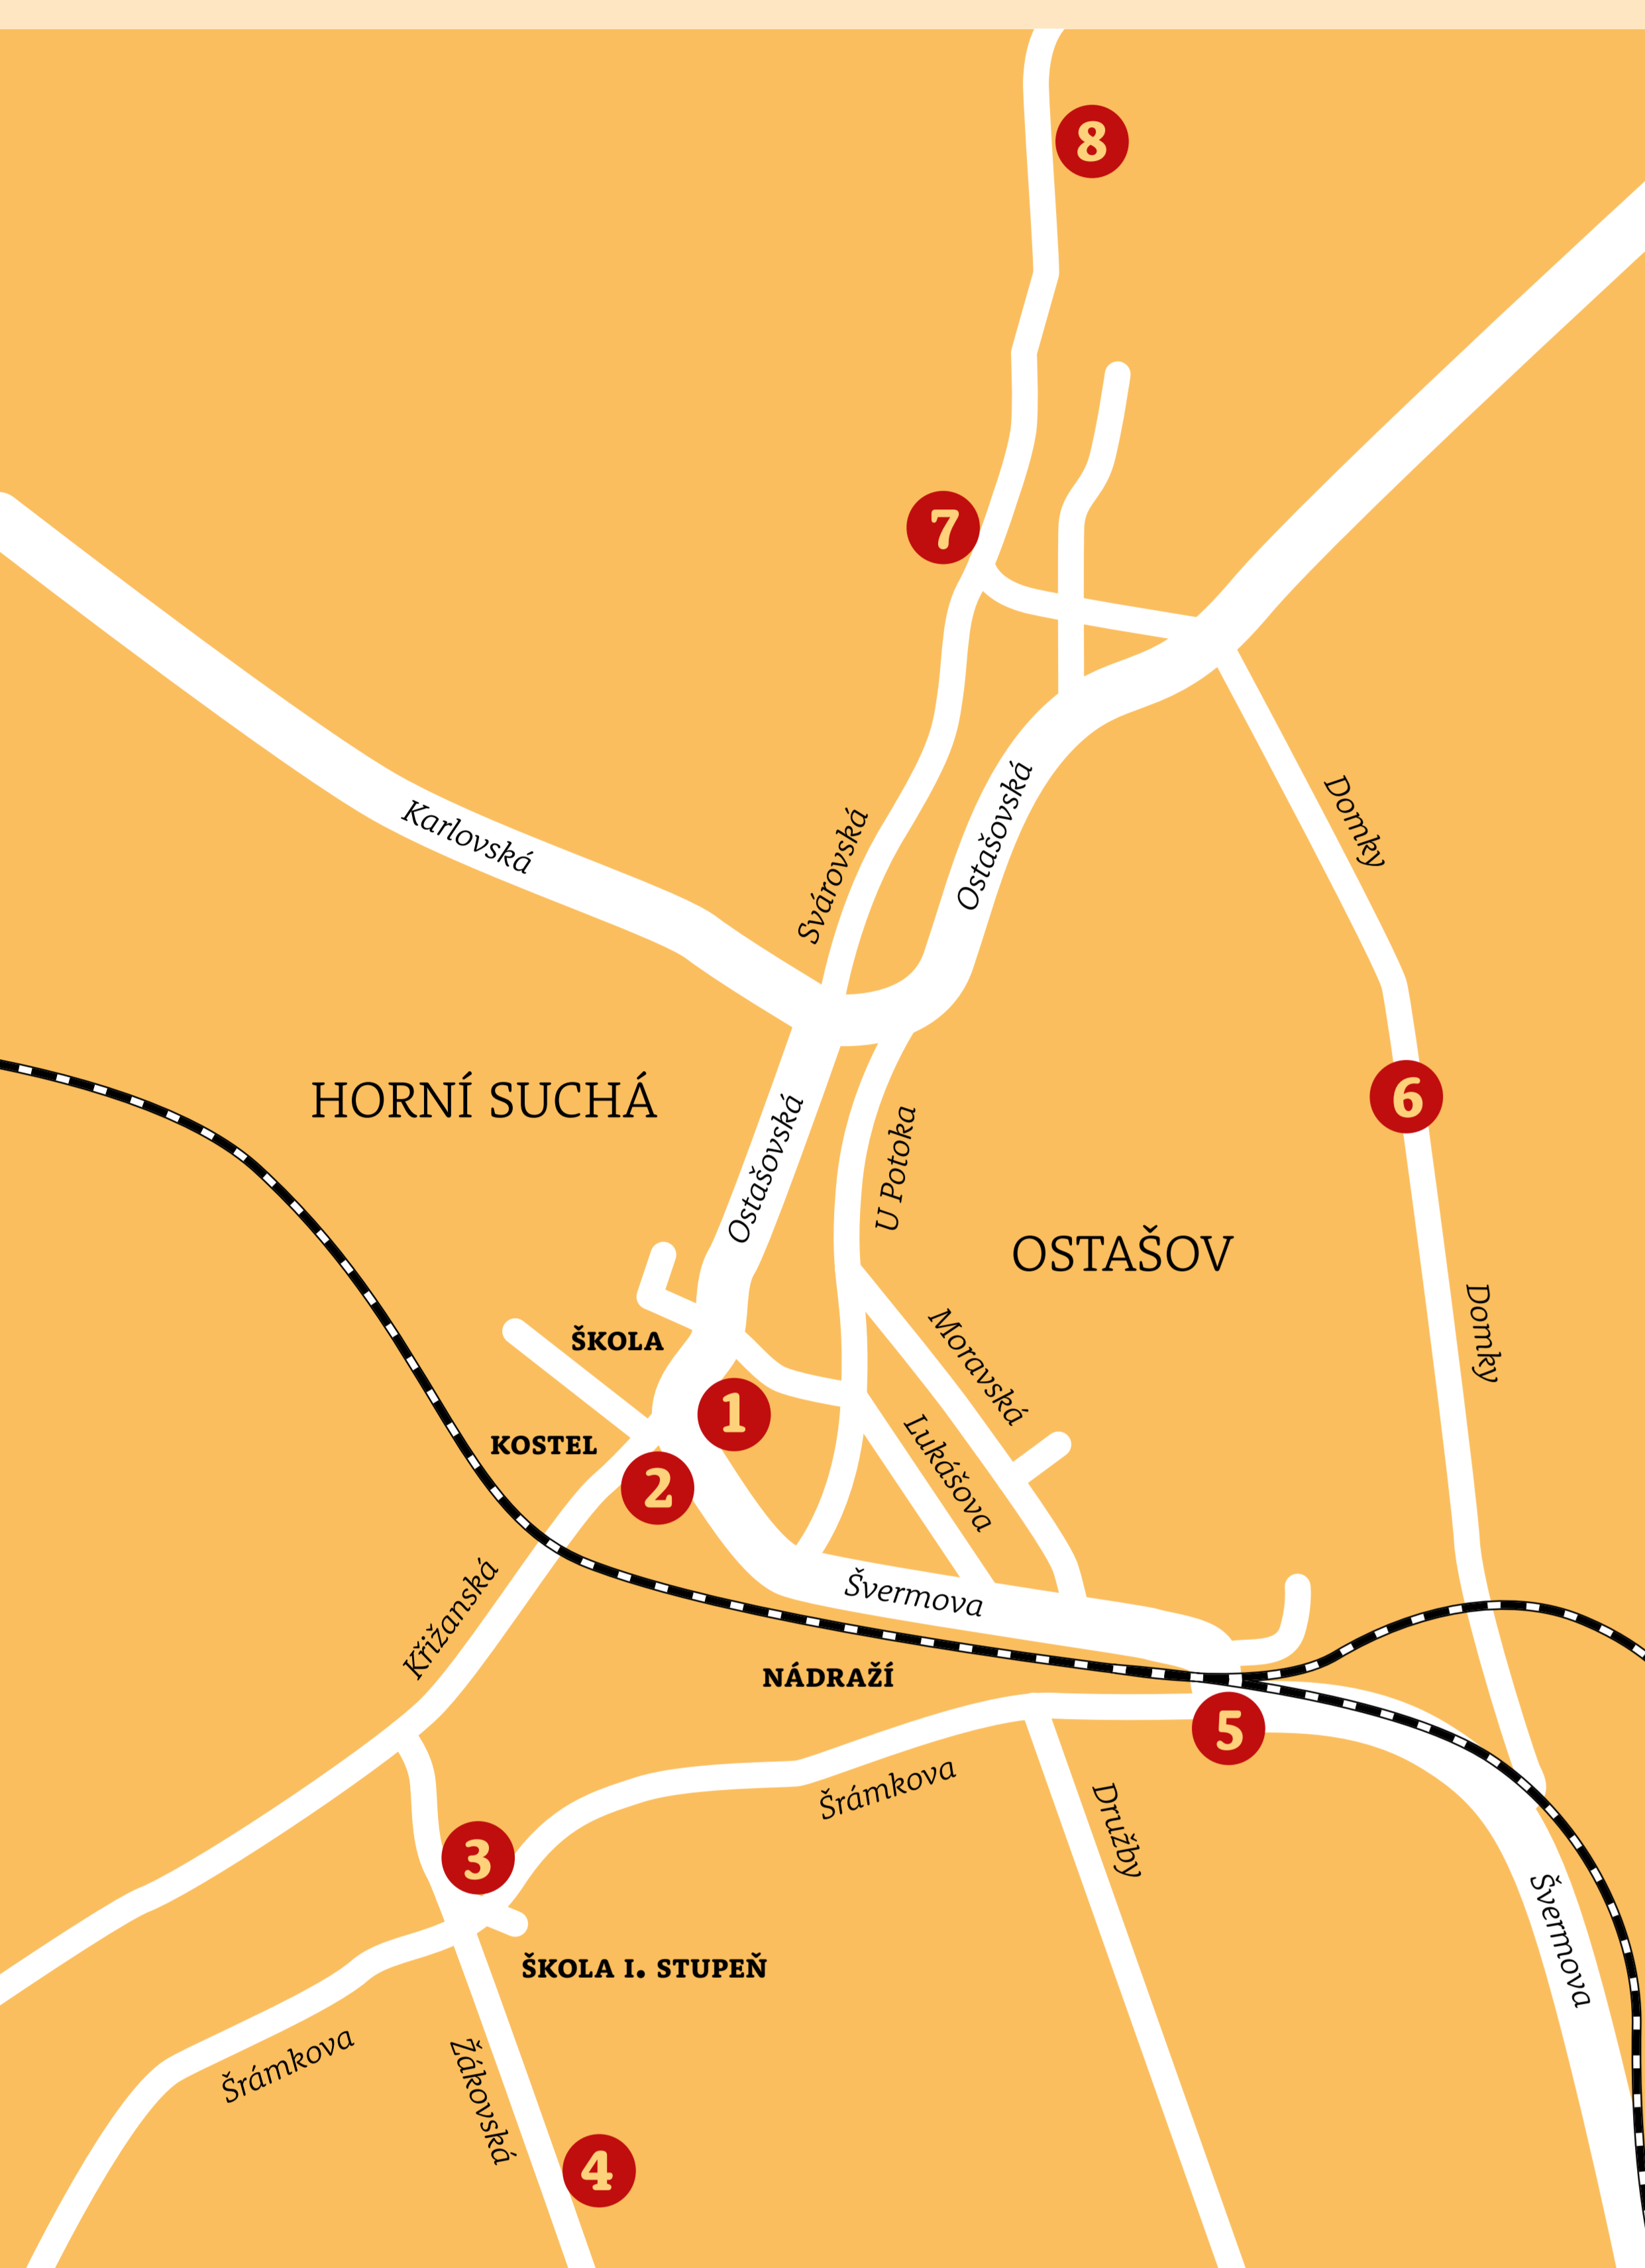 8
7
Karlovská
Svárovská
Ostašovská
Domky
HORNÍ SUCHÁ
6
Ostašovská
U Potoka
OSTAŠOV
Domky
ŠKOLA
Moravská
1
KOSTEL
Lukášova
2
Švermova
Křižanská
NÁDRAŽÍ
5
Šrámkova
Družby
3
Švermova
ŠKOLA I. STUPEŇ
Šrámkova
Žákovská
4